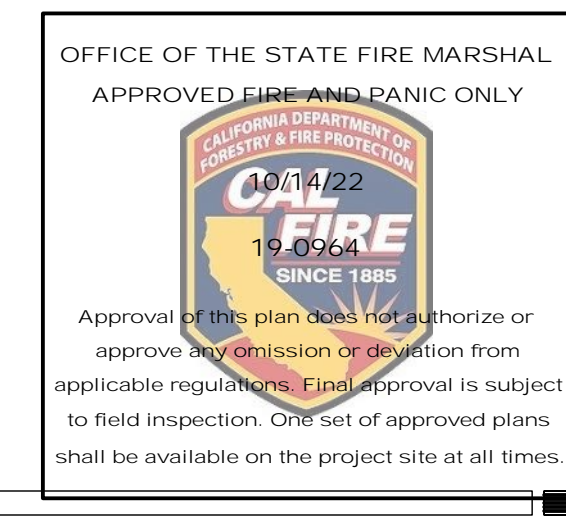 OFFICE OF THE STATE FIRE MARSHAL
APPROVED FIRE AND PANIC ONLY
CALIFORNIA DEPARTMENT OF
FORESTRY & FIRE PROTECTION
CAL
10/14/22
FIRE
19-0964
SINCE 1885
Approval of this plan does not authorize or
approve any omission or deviation from
applicable regulations. Final approval is subject
to field inspection. One set of approved plans
shall be available on the project site at all times.